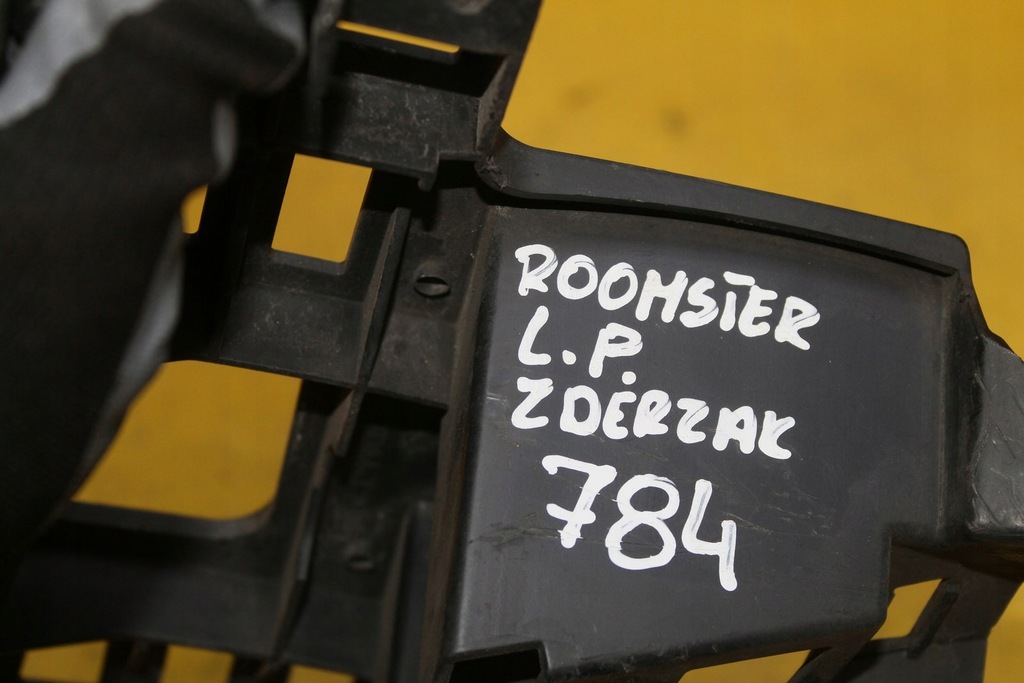 ROOMSTER
L.P.
ZDERZAK
784